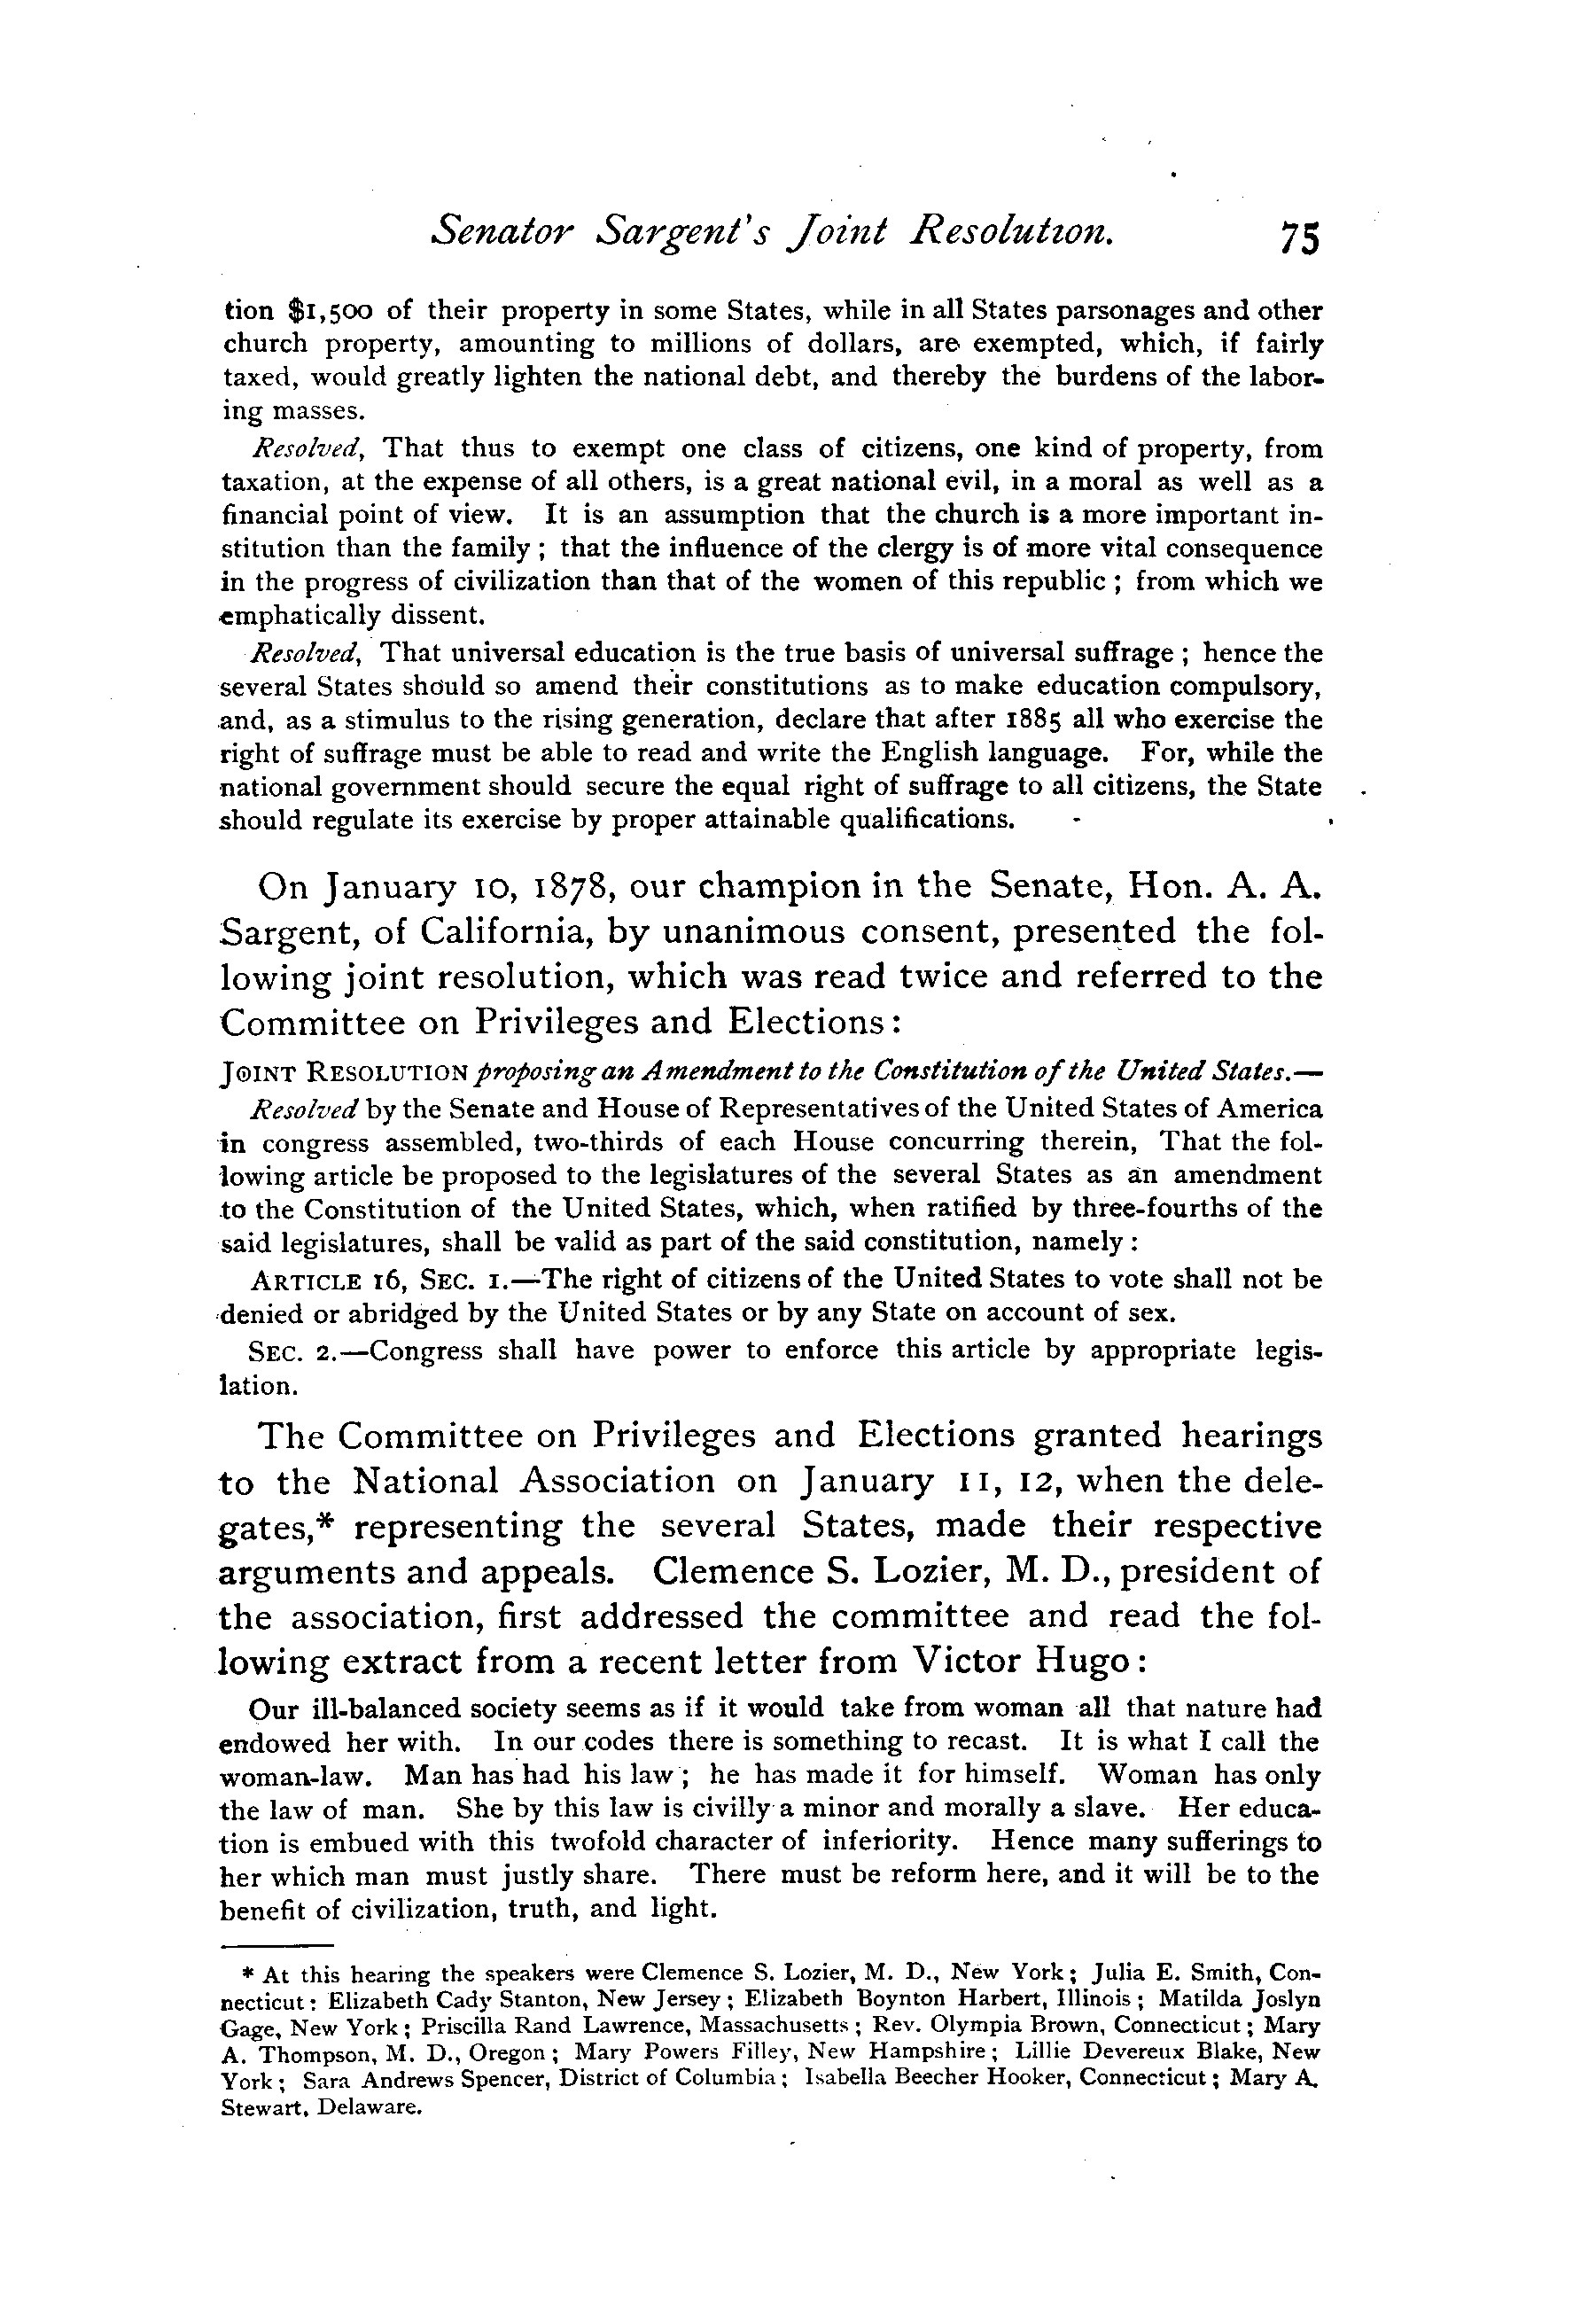 Senator Sargent's Joint Resolution. 75
tion $1,500 of their property in some States, while in all States parsonages and other
church property, amounting to millions of dollars, are exempted, which, if fairly
taxed, would greatly lighten the national debt, and thereby the burdens of the labor-
ing masses.
Resolved, That thus to exempt one class of citizens, one kind of property, from
taxation, at the expense of all others, is a great national evil, in a moral as well as a
financial point of view. It is an assumption that the church is a more important in-
stitution than the family ; that the influence of the clergy is of more vital consequence
in the progress of civilization than that of the women of this republic ; from which we
emphatically dissent.
Resolved, That universal education is the true basis of universal suffrage ; hence the
several States should so amend their constitutions as to make education compulsory,
and, as a stimulus to the rising generation, declare that after 1885 all who exercise the
right of suffrage must be able to read and write the English language. For, while the
national government should secure the equal right of suffrage to all citizens, the State
should regulate its exercise by proper attainable qualifications.
On January 10, 1878, our champion in the Senate, Hon. A. A.
Sargent, of California, by unanimous consent, presented the fol-
lowing joint resolution, which was read twice and referred to the
Committee on Privileges and Elections :
JOINT RESOLUTION proposing an Amendment to the Constitution of the United States.—
Resolved by the Senate and House of Representatives of the United States of America
in congress assembled, two-thirds of each House concurring therein, That the fol-
lowing article be proposed to the legislatures of the several States as an amendment
to the Constitution of the United States, which, when ratified by three-fourths of the
said legislatures, shall be valid as part of the said constitution, namely :
ARTICLE 16, SEC. 1.—The right of citizens of the United States to vote shall not be
denied or abridged by the United States or by any State on account of sex.
SEC. 2.—Congress shall have power to enforce this article by appropriate legis-
lation.
The Committee on Privileges and Elections granted hearings
to the National Association on January 11, 12, when the dele-
gates,* representing the several States, made their respective
arguments and appeals. Clemence S. Lozier, M. D., president of
the association, first addressed the committee and read the fol-
lowing extract from a recent letter from Victor Hugo :
Our ill-balanced society seems as if it would take from woman all that nature had
endowed her with. In our codes there is something to recast. It is what I call the
woman-law. Man has had his law ; he has made it for himself. Woman has only
the law of man. She by this law is civilly a minor and morally a slave. Her educa-
tion is embued with this twofold character of inferiority. Hence many sufferings to
her which man must justly share. There must be reform here, and it will be to the
benefit of civilization, truth, and light.
* At this hearing the speakers were Clemence S. Lozier, M. D., New York ; Julia E. Smith, Con-
necticut : Elizabeth Cady Stanton, New Jersey ; Elizabeth Boynton Harbert, Illinois ; Matilda Joslyn
Gage, New York ; Priscilla Rand Lawrence, Massachusetts ; Rev. Olympia Brown, Connecticut ; Mary
A. Thompson, M. D., Oregon ; Mary Powers Filley, New Hampshire ; Lillie Devereux Blake, New
York ; Sara Andrews Spencer, District of Columbia ; Isabella Beecher Hooker, Connecticut ; Mary A.
Stewart, Delaware.